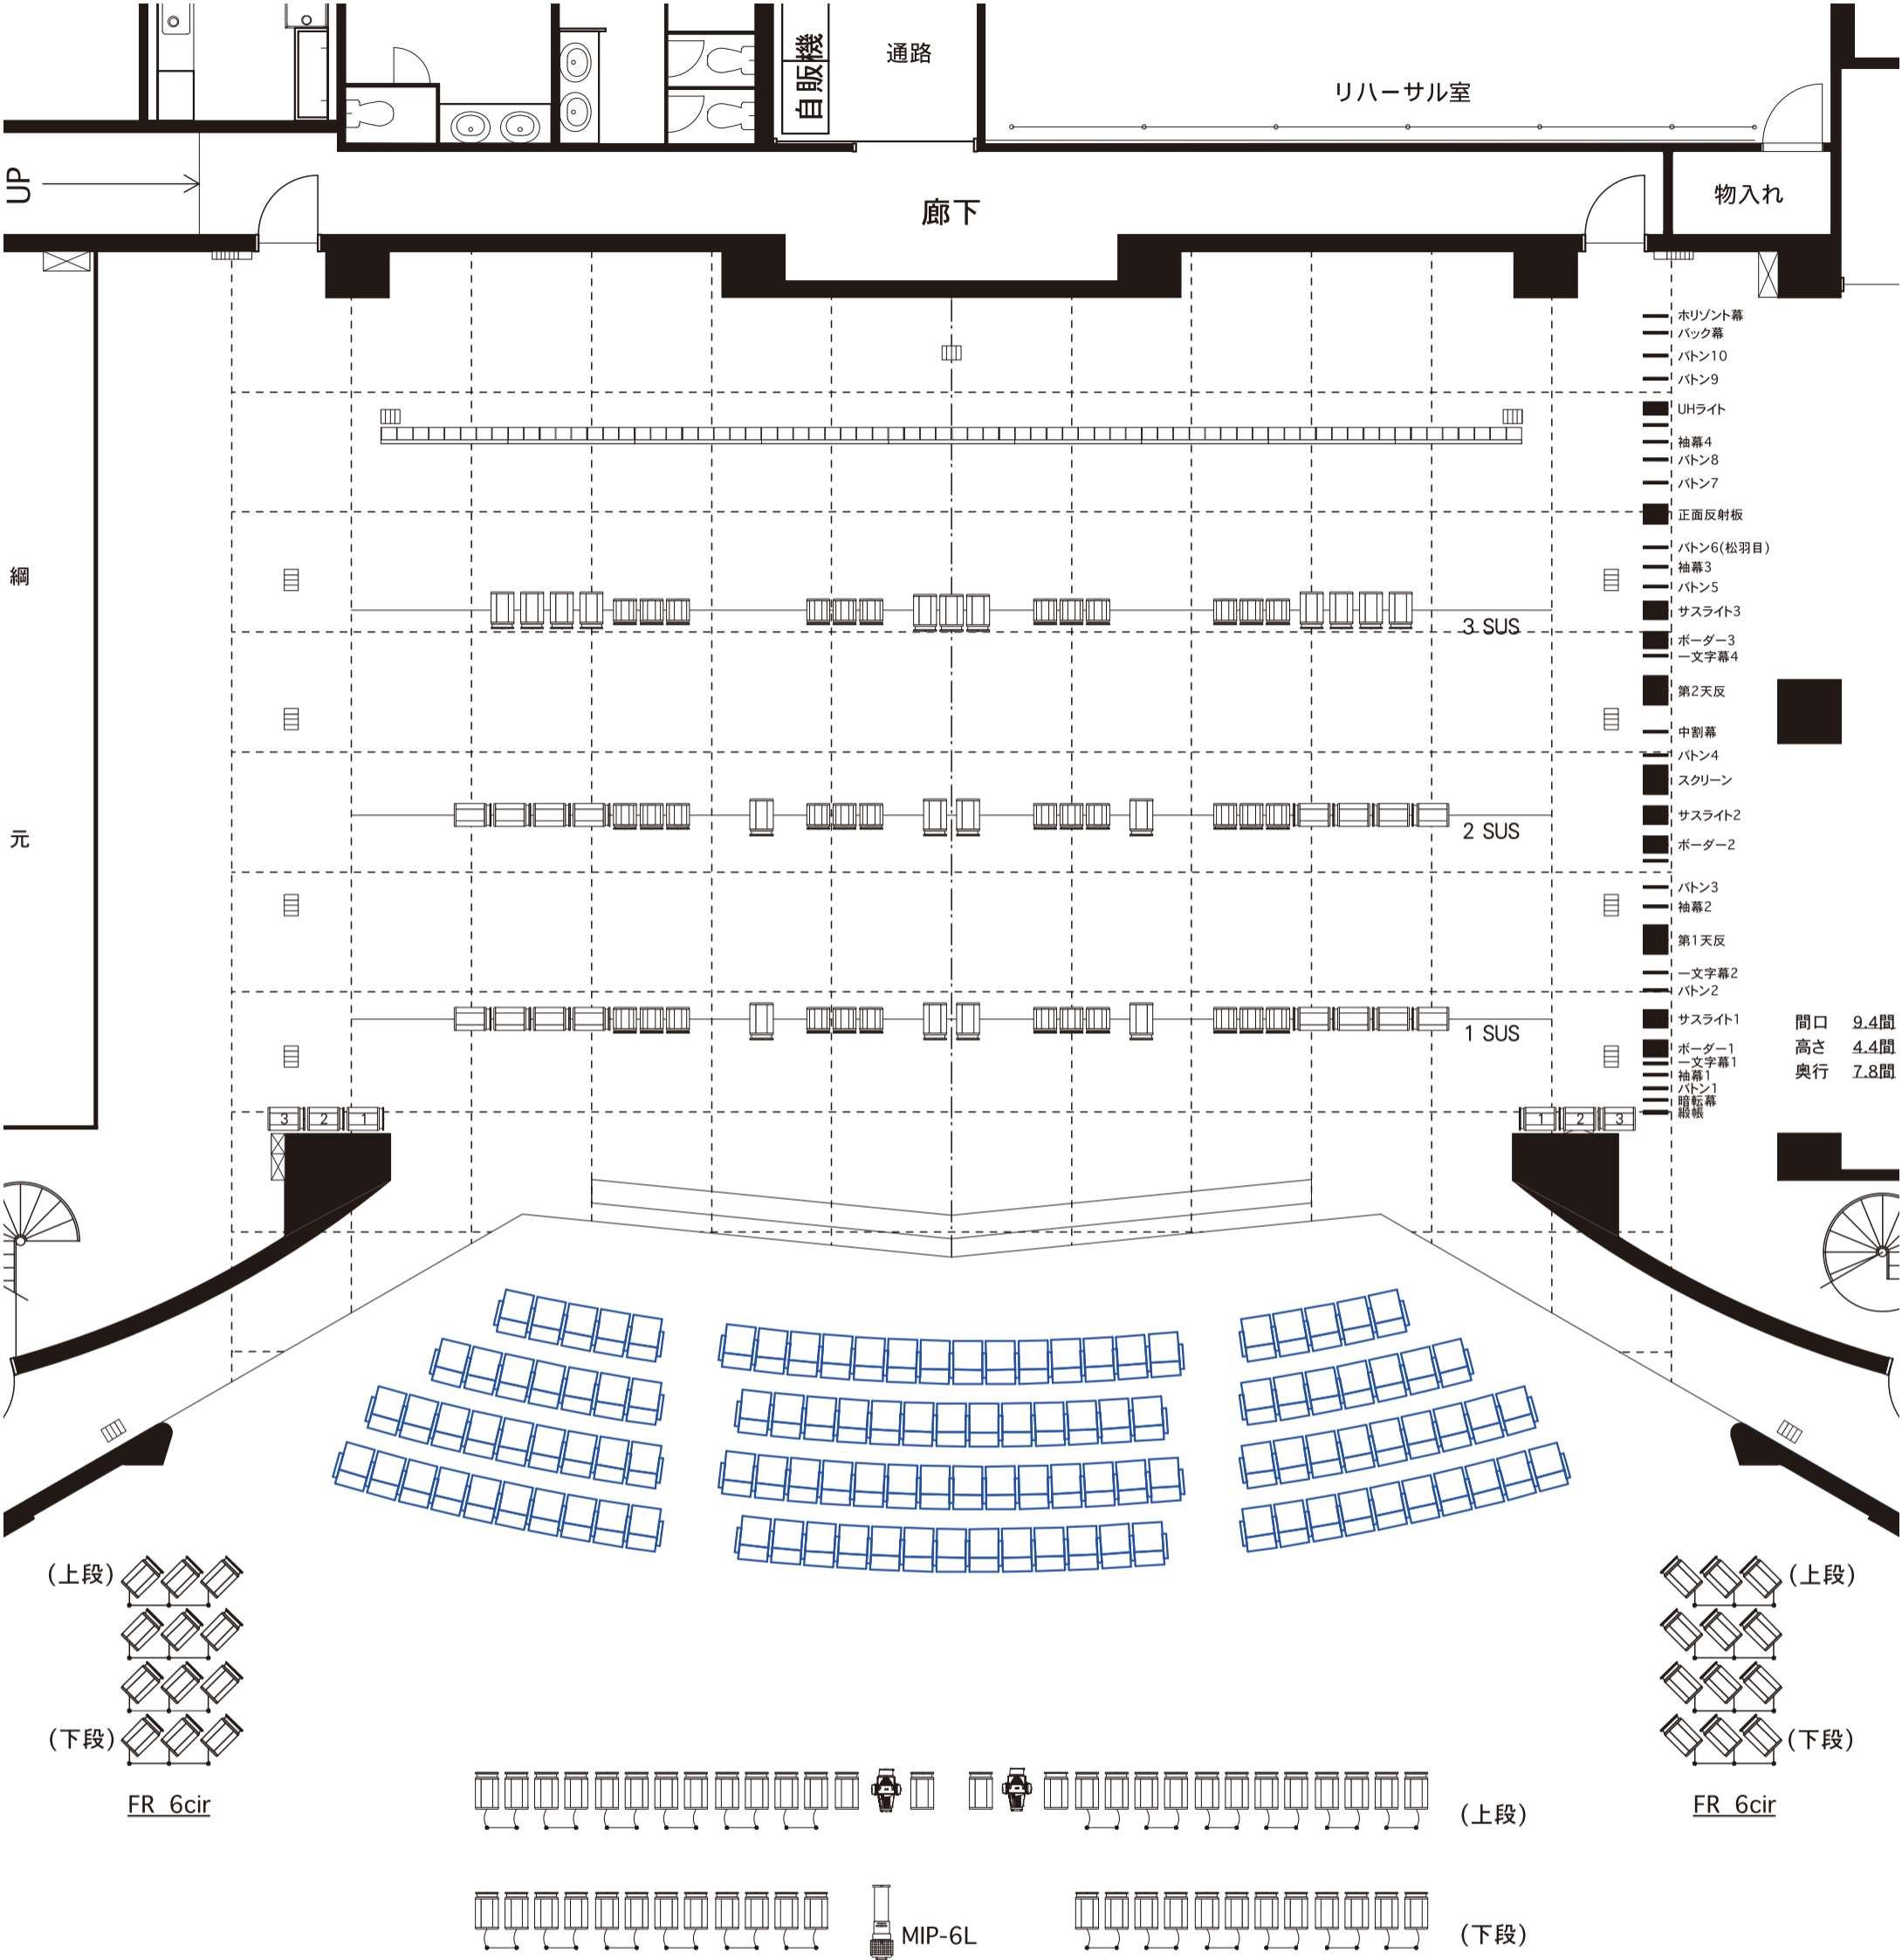 自販機
通路
リハーサル室
UP
廊下
物入れ
ホリゾント幕
バック幕
バトン10
バトン9
UHライト
袖幕4
バトン8
バトン7
正面反射板
バトン6(松羽目)
袖幕3
バトン5
サスライト3
ボーダー3
一文字幕4
第2天反
中割幕
バトン4
スクリーン
サスライト2
ボーダー2
バトン3
袖幕2
第1天反
一文字幕2
バトン2
サスライト1
ボーダー1
一文字幕1
袖幕1
バトン1
暗転幕
緞帳
綱
元
3 SUS
2 SUS
1 SUS
間口 9.4間
高さ 4.4間
奥行 7.8間
3 2 1
1 2 3
(上段)
(下段)
FR 6cir
(上段)
(下段)
FR 6cir
(上段)
MIP-6L
(下段)